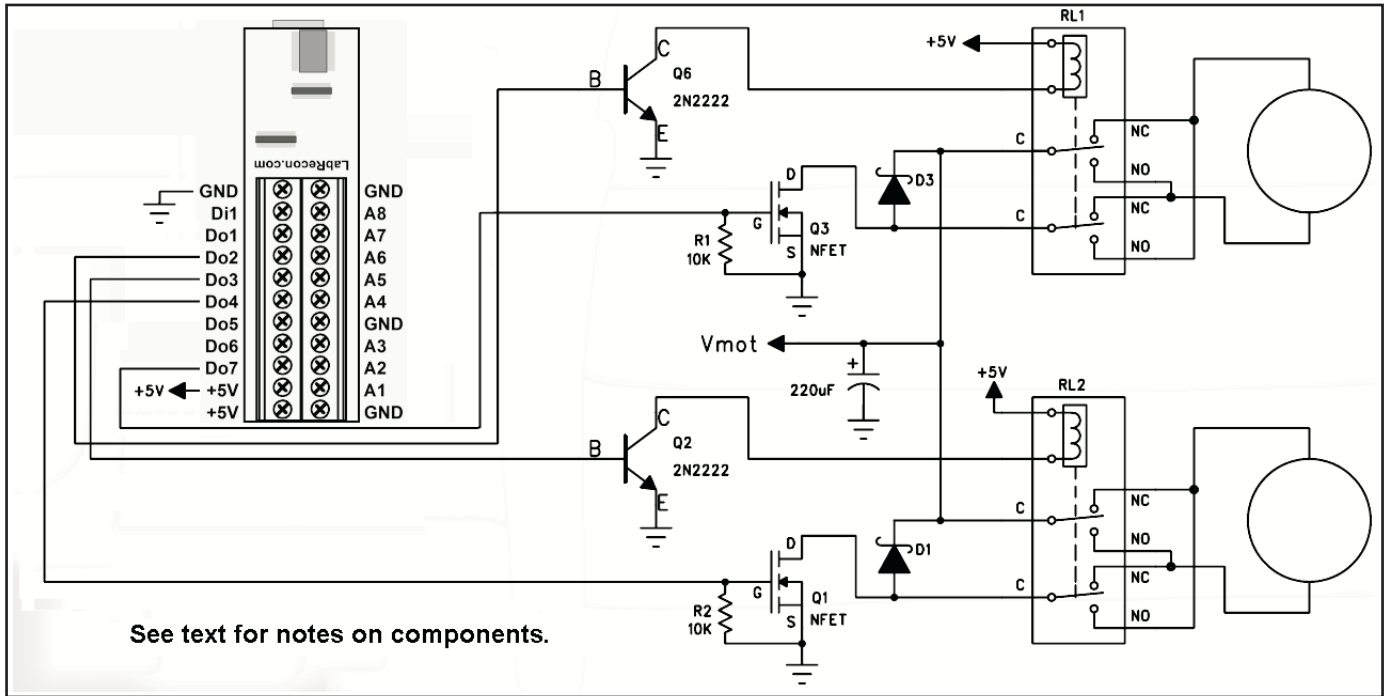 LabRecon.com
GND
Di1
Do1
Do2
Do3
Do4
Do5
Do6
Do7
+5V +5V
+5V
GND
A8
A7
A6
A5
A4
GND
A3
A2
A1
GND
B
C
Q6
2N2222
E
D
G
S
Q3
NFET
R1
10K
D3
RL1
+5V
C
NC
NO
C
NC
NO
Vmot
+
220uF
B
C
Q2
2N2222
E
D
G
S
Q1
NFET
R2
10K
D1
+5V
RL2
C
NC
NO
C
NC
NO
See text for notes on components.